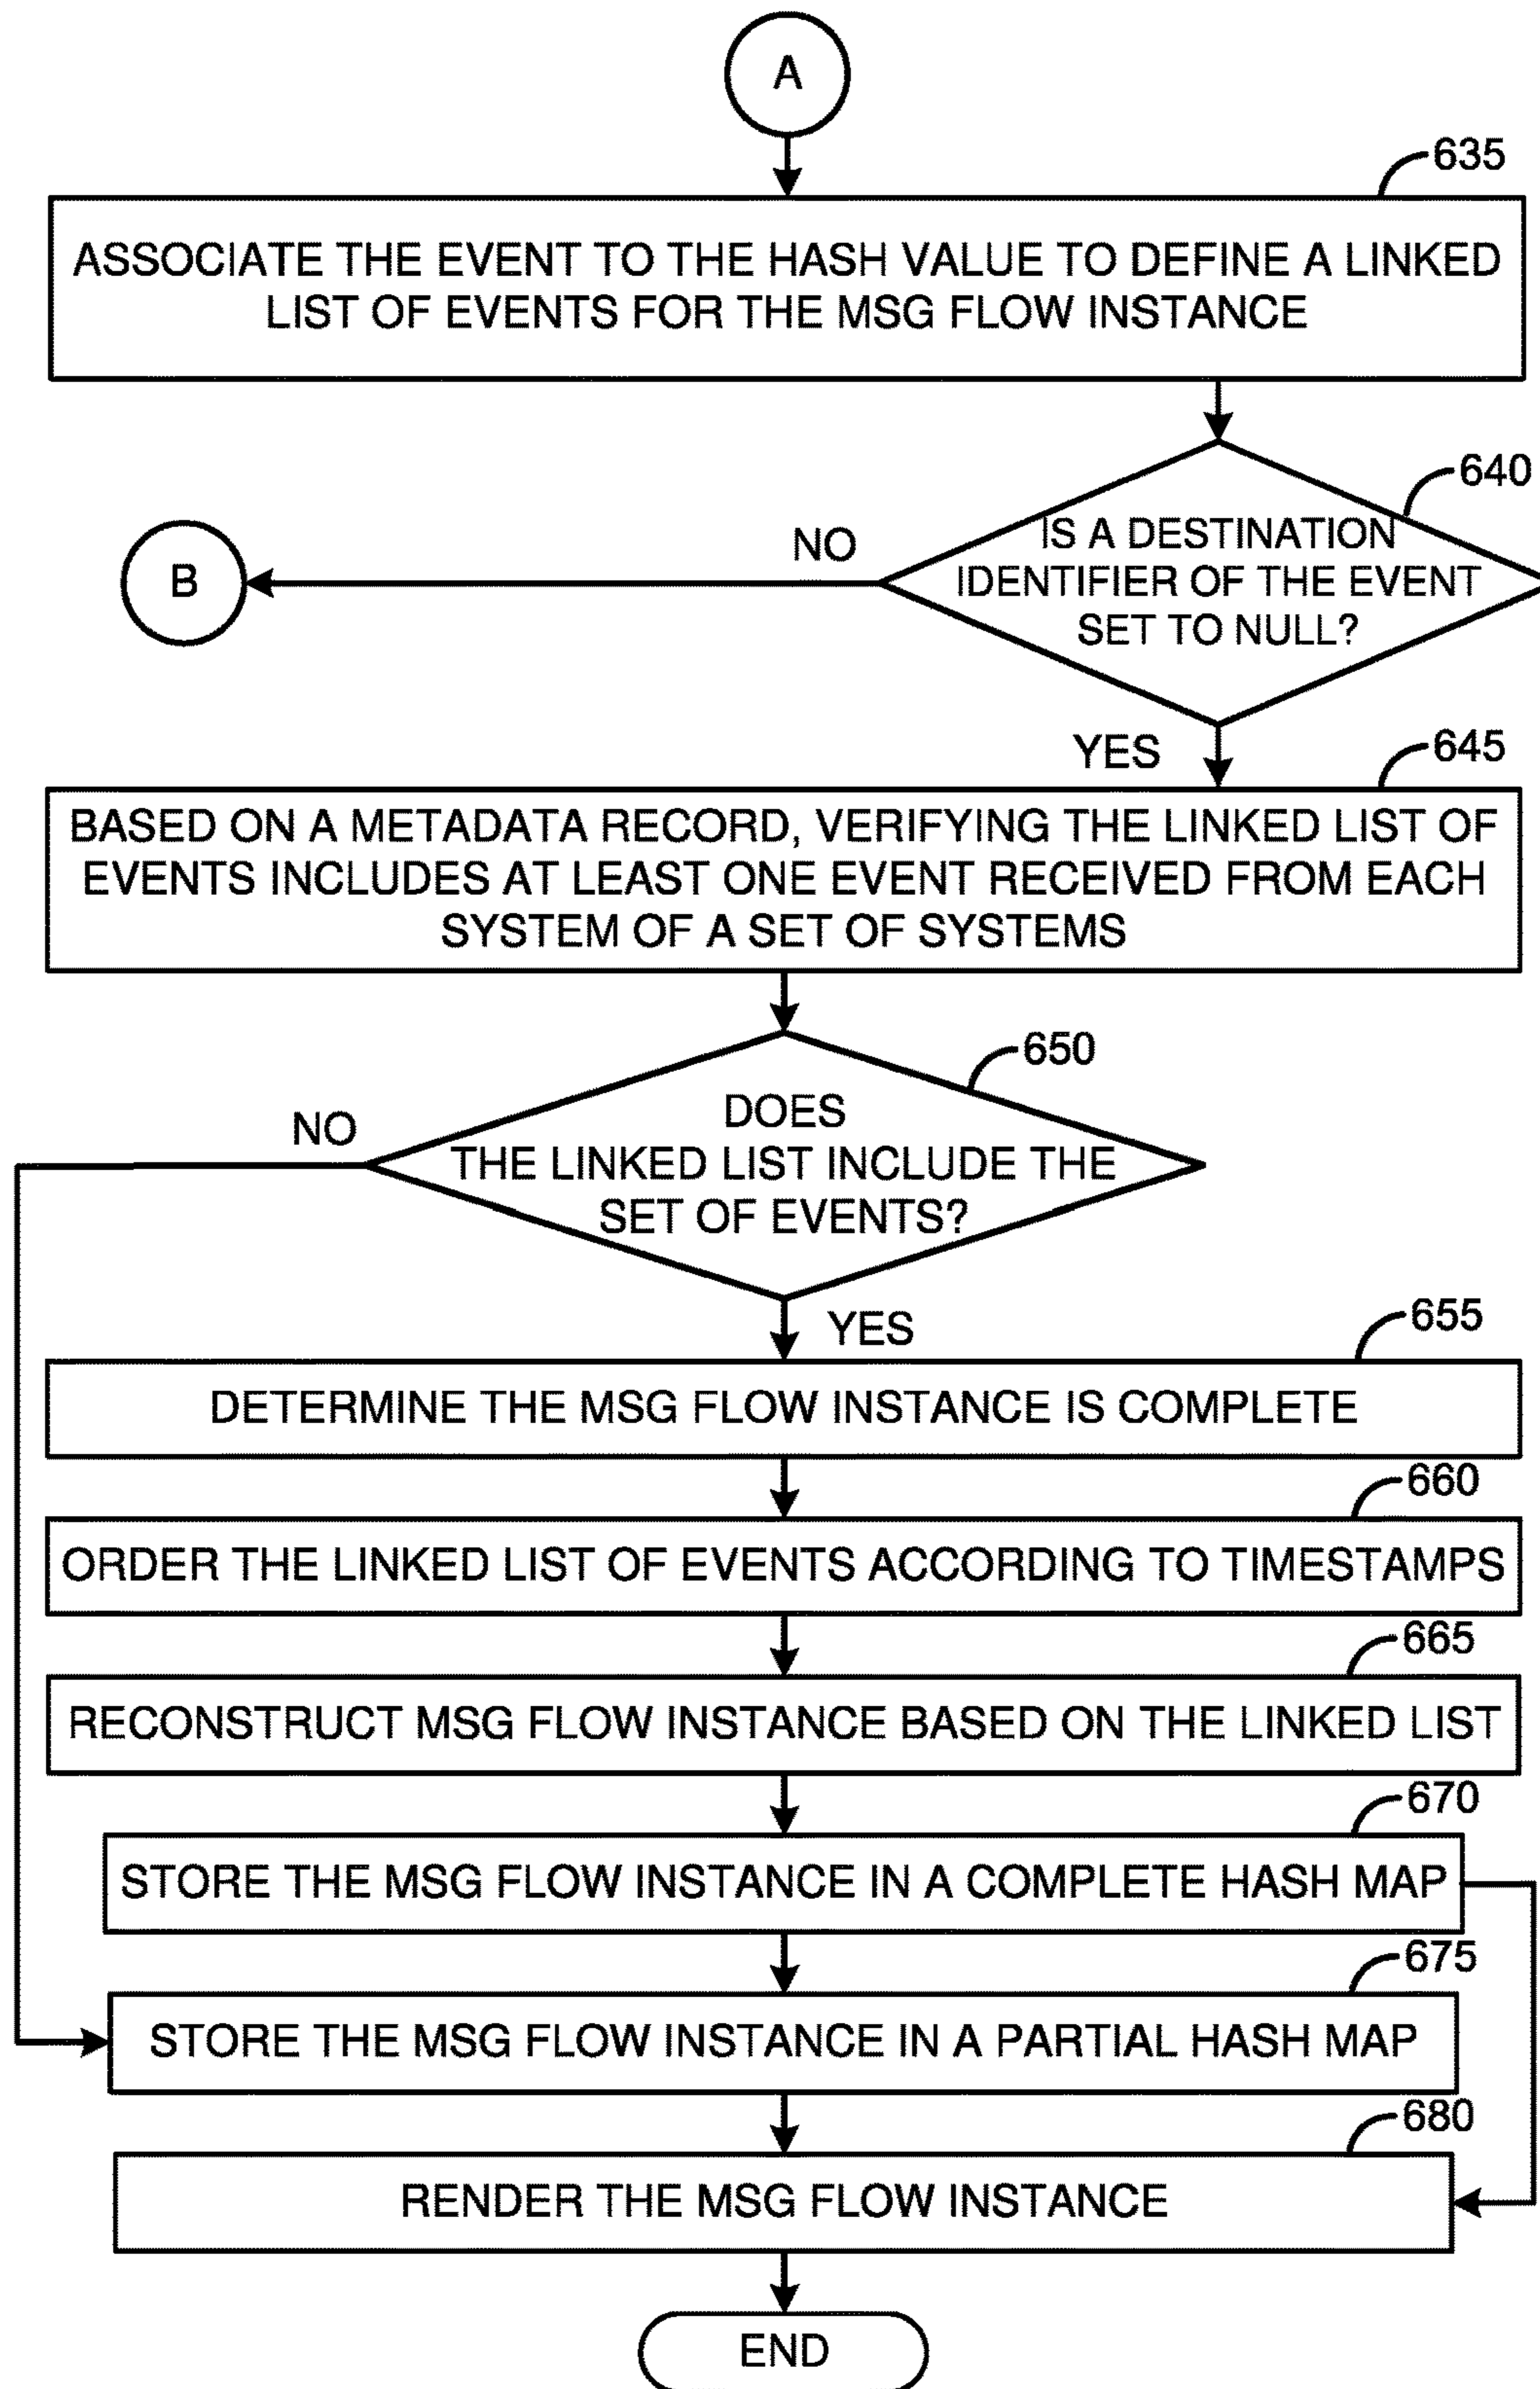 A
635
ASSOCIATE THE EVENT TO THE HASH VALUE TO DEFINE A LINKED
LIST OF EVENTS FOR THE MSG FLOW INSTANCE
640
NO
IS A DESTINATION
IDENTIFIER OF THE EVENT
SET TO NULL?
B
YES
645
BASED ON A METADATA RECORD, VERIFYING THE LINKED LIST OF
EVENTS INCLUDES AT LEAST ONE EVENT RECEIVED FROM EACH
SYSTEM OF A SET OF SYSTEMS
650
NO
DOES
THE LINKED LIST INCLUDE THE
SET OF EVENTS?
YES
655
DETERMINE THE MSG FLOW INSTANCE IS COMPLETE
660
ORDER THE LINKED LIST OF EVENTS ACCORDING TO TIMESTAMPS
665
RECONSTRUCT MSG FLOW INSTANCE BASED ON THE LINKED LIST
670
STORE THE MSG FLOW INSTANCE IN A COMPLETE HASH MAP
675
STORE THE MSG FLOW INSTANCE IN A PARTIAL HASH MAP
680
RENDER THE MSG FLOW INSTANCE
END